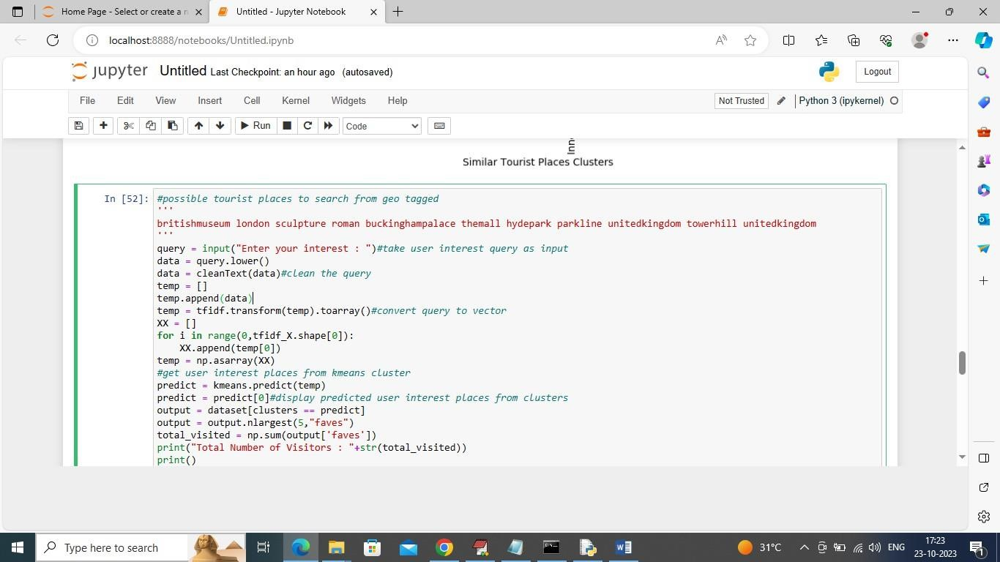 Home Page - Select or create a n
Untitled - Jupyter Notebook
localhost:8888/notebooks/Untitled.ipynb
jupyter Untitled Last Checkpoint: an hour ago (autosaved)
Logout
File Edit View Insert Cell Kernel Widgets Help
Not Trusted Python 3 (ipykernel)
Run Code
Inn
Similar Tourist Places Clusters
In [52]:
#possible tourist places to search from geo tagged
'''
britishmuseum london sculpture roman buckinghampalace themall hydepark parkline unitedkingdom towerhill unitedkingdom
'''
query = input("Enter your interest : ")#take user interest query as input
data = query.lower()
data = cleanText(data)#clean the query
temp = []
temp.append(data)
temp = tfidf.transform(temp).toarray()#convert query to vector
XX = []
for i in range(0,tfidf_X.shape[0]):
    XX.append(temp[0])
temp = np.asarray(XX)
#get user interest places from kmeans cluster
predict = kmeans.predict(temp)
predict = predict[0]#display predicted user interest places from clusters
output = dataset[clusters == predict]
output = output.nlargest(5,"faves")
total_visited = np.sum(output['faves'])
print("Total Number of Visitors : "+str(total_visited))
print()
Type here to search
31°C
ENG
17:23
23-10-2023
1